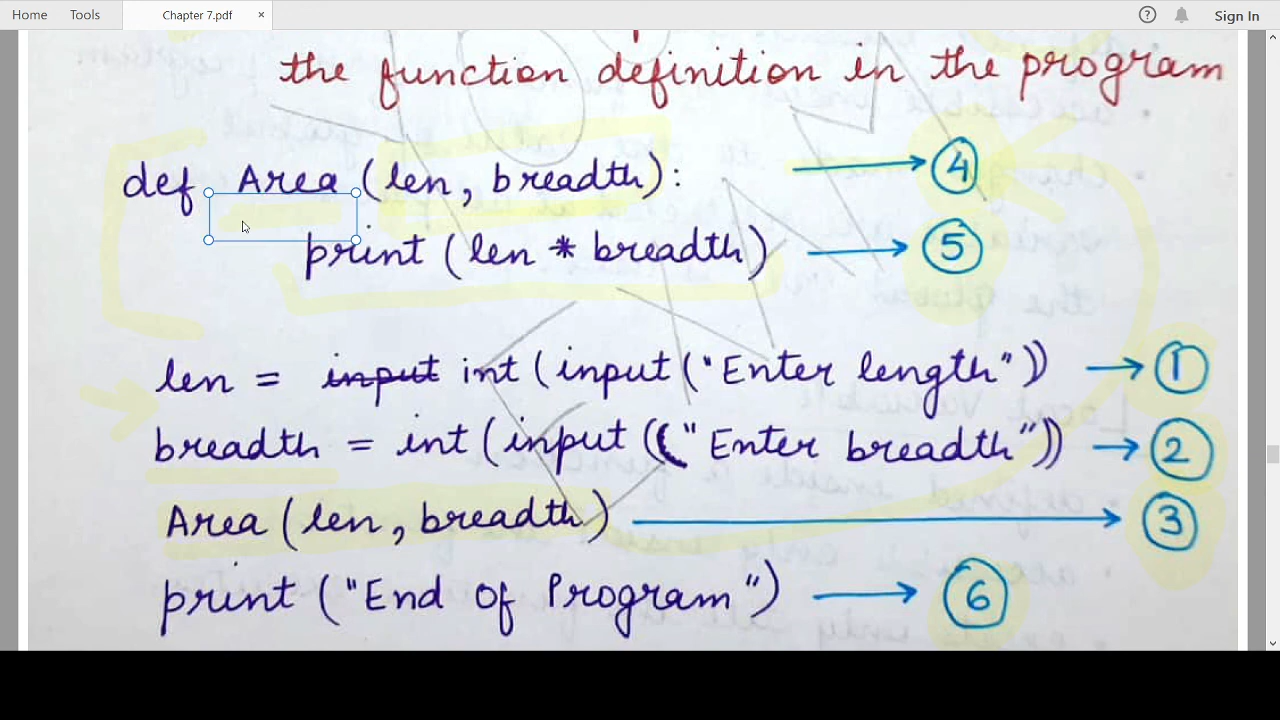 Home Tools Chapter 7.pdf × ? Sign In
the function definition in the program
def Area (len, breadth): → ④
print (len * breadth) → ⑤
len = input int (input ("Enter length")) → ①
breadth = int (input (("Enter breadth")) → ②
Area (len, breadth) → ③
print ("End of Program") → ⑥